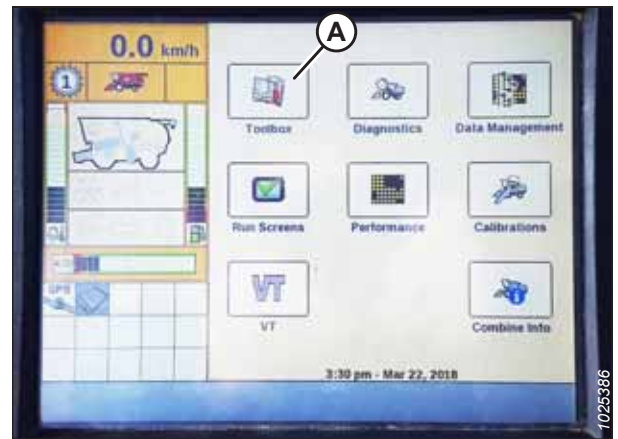 A
0.0 km/h
1
Toolbox
Diagnostics
Data Management
Run Screens
Performance
Calibrations
GPS
VT
VT
Combine Info
3:30 pm - Mar 22, 2018
1025386